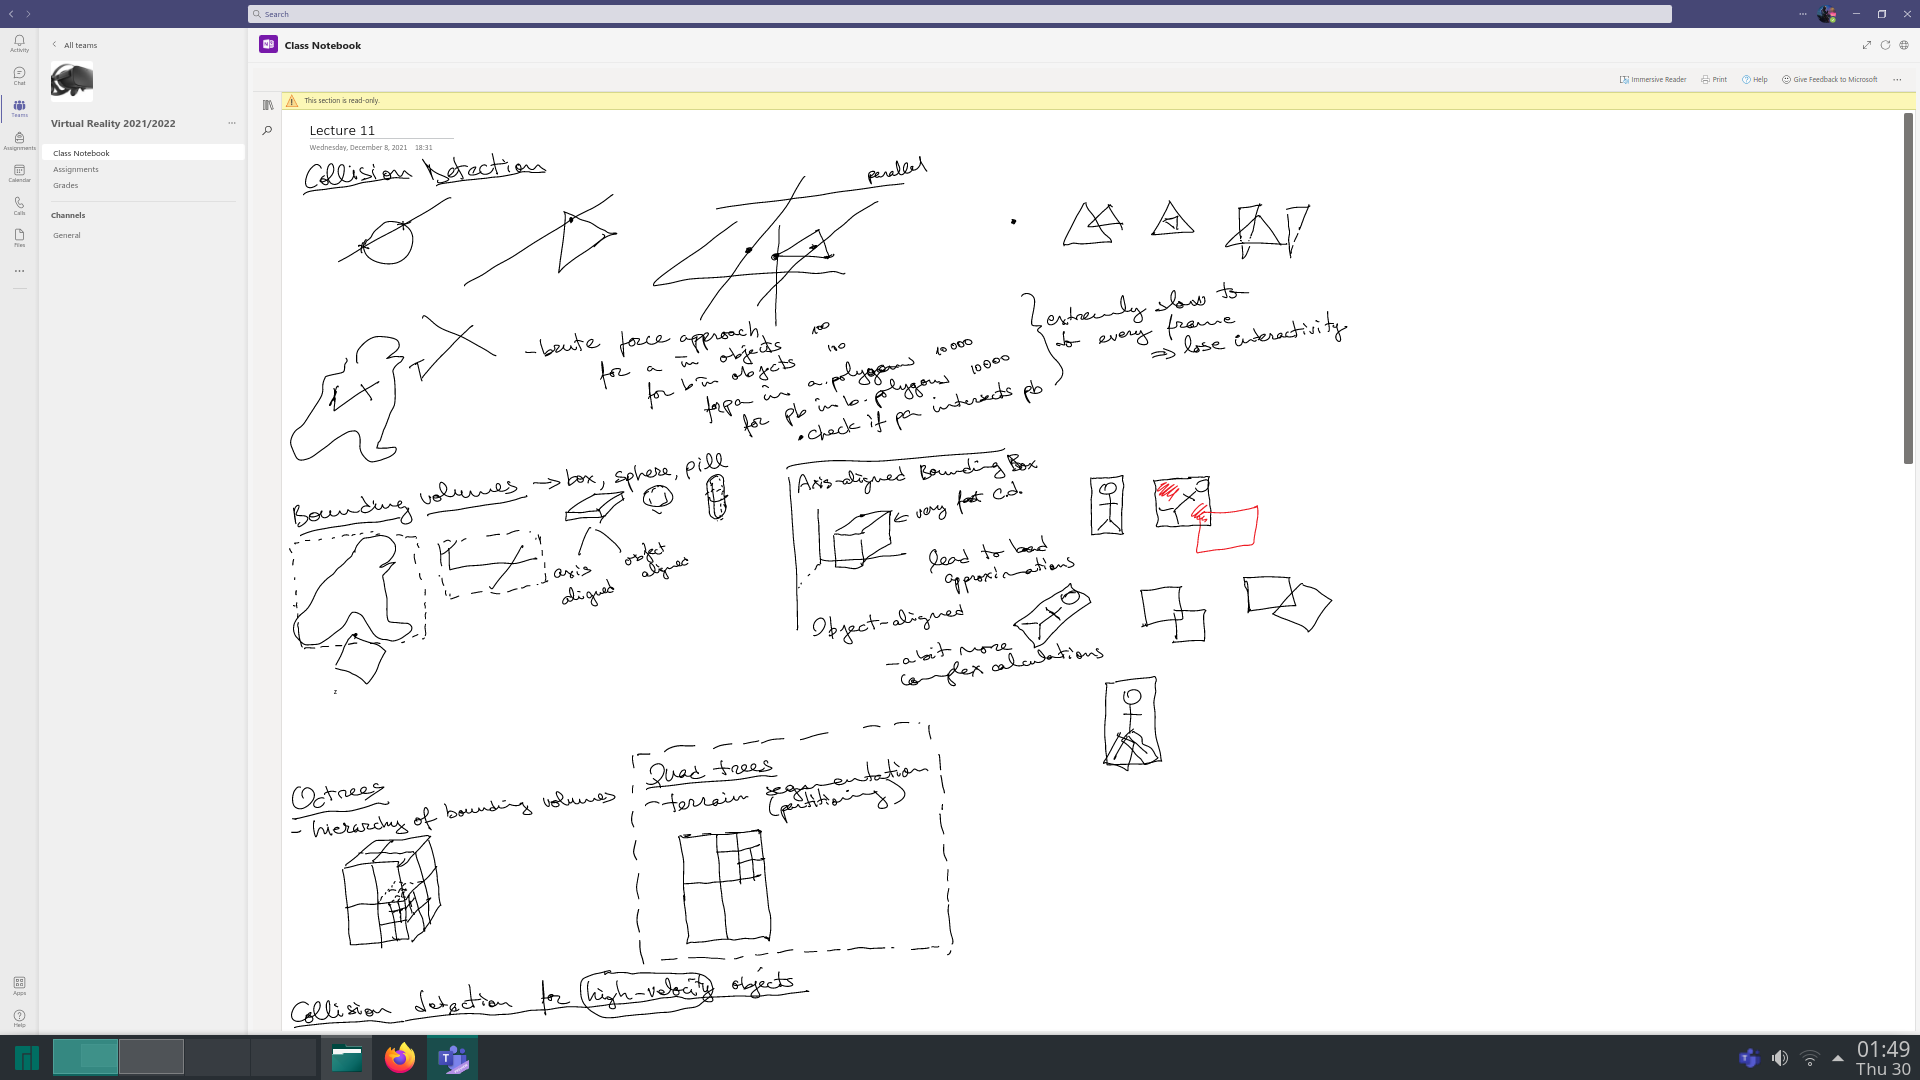 Search
Activity
Chat
Teams
Assignments
Calendar
Calls
Files
Apps
Help
All teams
Virtual Reality 2021/2022
Class Notebook
Assignments
Grades
Channels
General
Class Notebook
Immersive Reader
Print
Help
Give Feedback to Microsoft
This section is read-only.
Lecture 11
Wednesday, December 8, 2021 18:31
Collision Detection
parallel
- brute force approach
for a in objects 100
for b in objects 100
for pa in a.polygons 10000
for pb in b.polygons 10000
• check if pa intersects pb
extremely slow to
do every frame
⇒ lose interactivity
Bounding volumes → box, sphere, pill
axis
aligned
object
aligned
Axis-aligned Bounding Box
← very fast c.d.
lead to bad
approximations
Object-aligned
- a bit more
complex calculations
Octrees
- hierarchy of bounding volumes
Quad trees
- terrain segmentation
(partitioning)
Collision detection for high-velocity objects
01:49
Thu 30